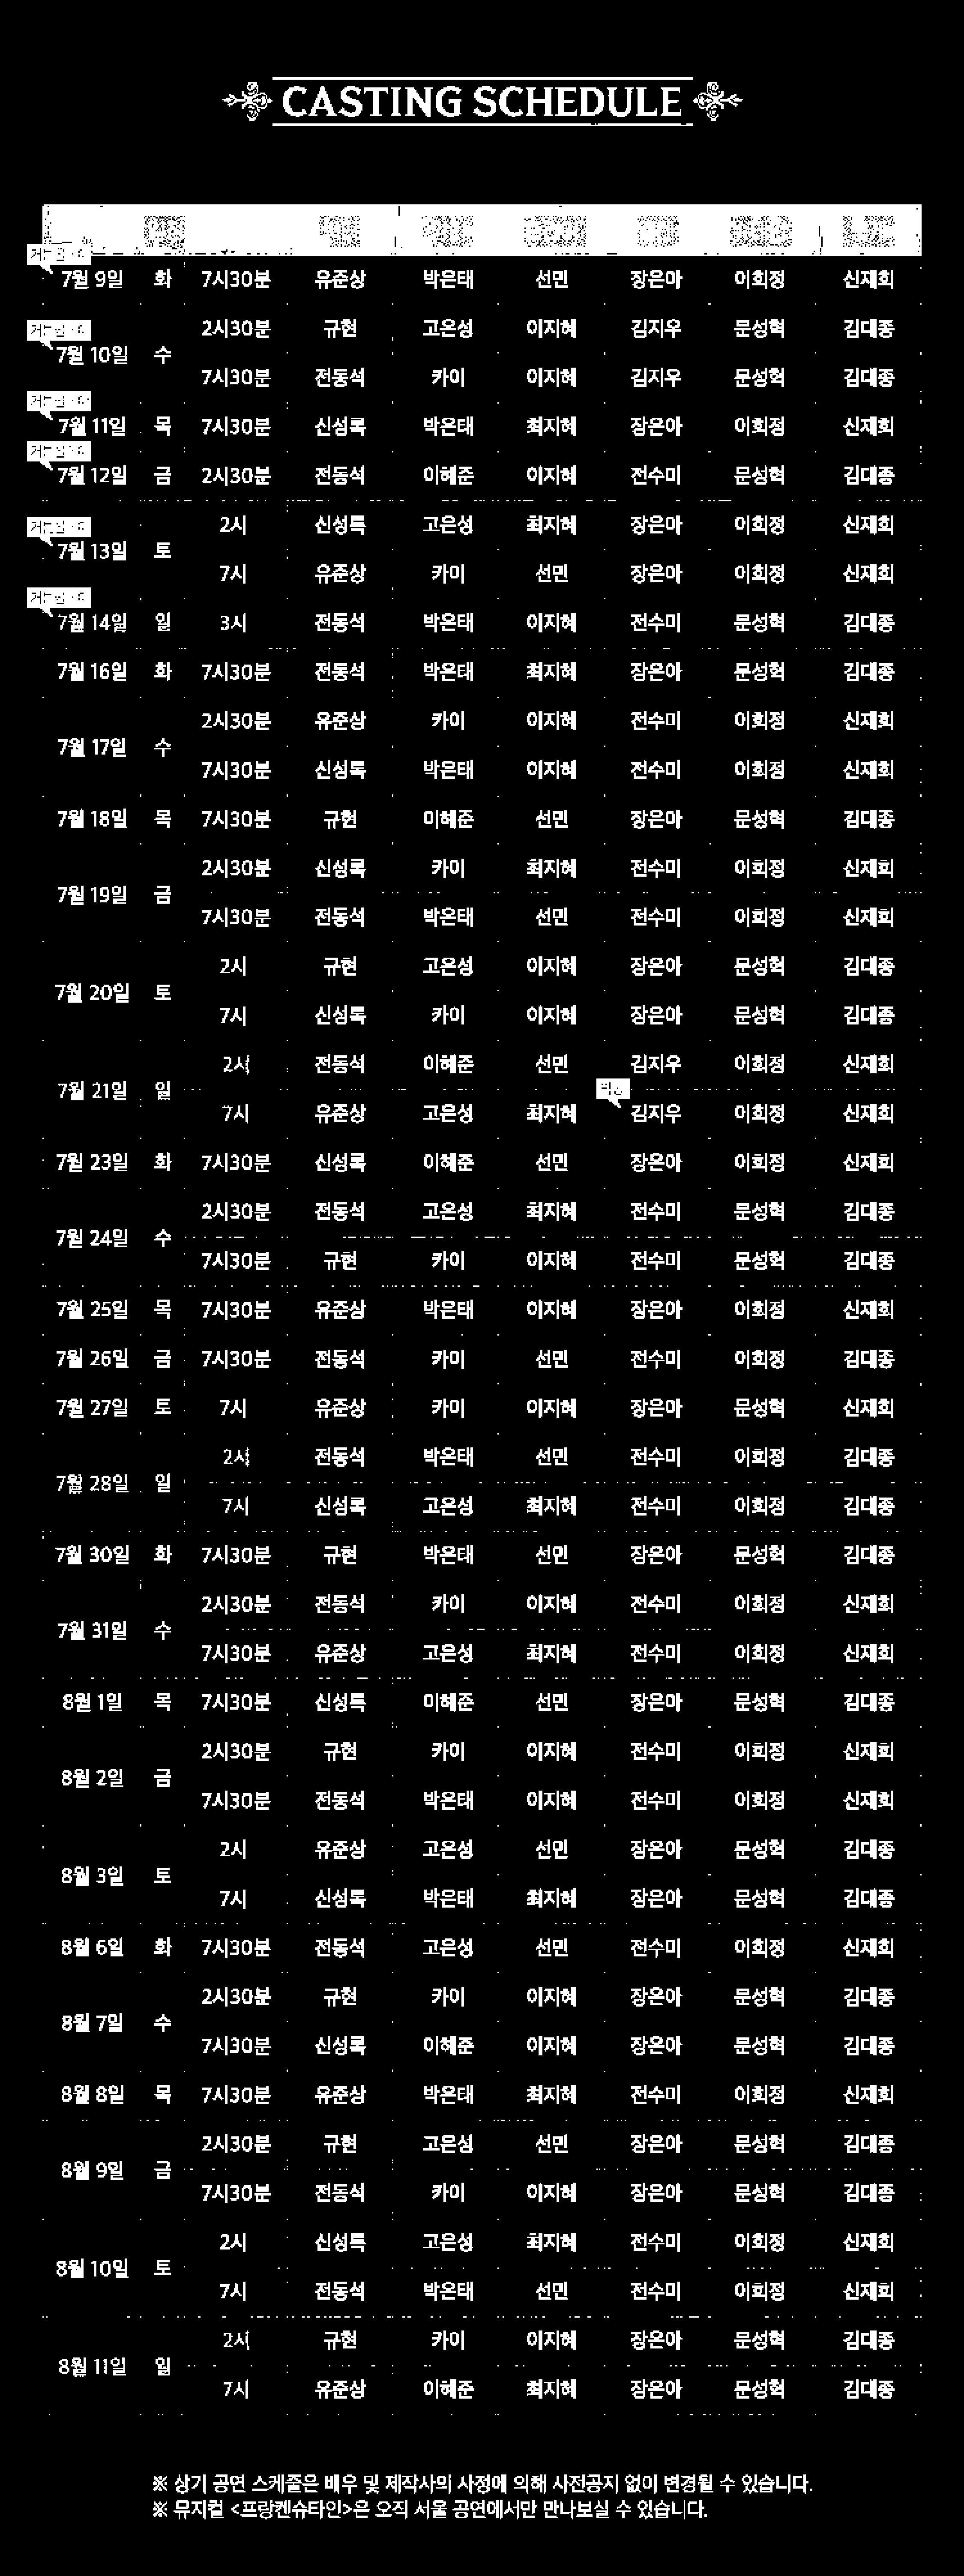 CASTING SCHEDULE
7월 9일 화 7시30분 유준상 박은태 선민 장은아 이희정 신재희
2시30분 규현 고은성 이지혜 김지우 문성혁 김대종
7월 10일 수
7시30분 전동석 카이 이지혜 김지우 문성혁 김대종
7월 11일 목 7시30분 신성록 박은태 최지혜 장은아 이희정 신재희
7월 12일 금 2시30분 전동석 이해준 이지혜 전수미 문성혁 김대종
2시 신성록 고은성 최지혜 장은아 이희정 신재희
7월 13일 토
7시 유준상 카이 선민 장은아 이희정 신재희
7월 14일 일 3시 전동석 박은태 이지혜 전수미 문성혁 김대종
7월 16일 화 7시30분 전동석 박은태 최지혜 장은아 문성혁 김대종
2시30분 유준상 카이 이지혜 전수미 이희정 신재희
7월 17일 수
7시30분 신성록 박은태 이지혜 전수미 이희정 신재희
7월 18일 목 7시30분 규현 이해준 선민 장은아 문성혁 김대종
2시30분 신성록 카이 최지혜 전수미 이희정 신재희
7월 19일 금
7시30분 전동석 박은태 선민 전수미 이희정 신재희
2시 규현 고은성 이지혜 장은아 문성혁 김대종
7월 20일 토
7시 신성록 카이 이지혜 장은아 문성혁 김대종
2시 전동석 이해준 선민 김지우 이희정 신재희
7월 21일 일
7시 유준상 고은성 최지혜 김지우 이희정 신재희
7월 23일 화 7시30분 신성록 이해준 선민 장은아 이희정 신재희
2시30분 전동석 고은성 최지혜 전수미 문성혁 김대종
7월 24일 수
7시30분 규현 카이 이지혜 전수미 문성혁 김대종
7월 25일 목 7시30분 유준상 박은태 이지혜 장은아 이희정 신재희
7월 26일 금 7시30분 전동석 카이 선민 전수미 이희정 김대종
7월 27일 토 7시 유준상 카이 이지혜 장은아 문성혁 신재희
2시 전동석 박은태 선민 전수미 이희정 김대종
7월 28일 일
7시 신성록 고은성 최지혜 전수미 이희정 김대종
7월 30일 화 7시30분 규현 박은태 선민 장은아 문성혁 김대종
2시30분 전동석 카이 이지혜 전수미 이희정 신재희
7월 31일 수
7시30분 유준상 고은성 최지혜 전수미 이희정 신재희
8월 1일 목 7시30분 신성록 이해준 선민 장은아 문성혁 김대종
2시30분 규현 카이 이지혜 전수미 이희정 신재희
8월 2일 금
7시30분 전동석 박은태 이지혜 전수미 이희정 신재희
2시 유준상 고은성 선민 장은아 문성혁 김대종
8월 3일 토
7시 신성록 박은태 최지혜 장은아 문성혁 김대종
8월 6일 화 7시30분 전동석 고은성 선민 전수미 이희정 신재희
2시30분 규현 카이 이지혜 장은아 문성혁 김대종
8월 7일 수
7시30분 신성록 이해준 이지혜 장은아 문성혁 김대종
8월 8일 목 7시30분 유준상 박은태 최지혜 전수미 이희정 신재희
2시30분 규현 고은성 선민 장은아 문성혁 김대종
8월 9일 금
7시30분 전동석 카이 이지혜 장은아 문성혁 김대종
2시 신성록 고은성 최지혜 전수미 이희정 신재희
8월 10일 토
7시 전동석 박은태 선민 전수미 이희정 신재희
2시 규현 카이 이지혜 장은아 문성혁 김대종
8월 11일 일
7시 유준상 이해준 최지혜 장은아 문성혁 김대종
※ 상기 공연 스케줄은 배우 및 제작사의 사정에 의해 사전공지 없이 변경될 수 있습니다.
※ 뮤지컬 <프랑켄슈타인>은 오직 서울 공연에서만 만나보실 수 있습니다.